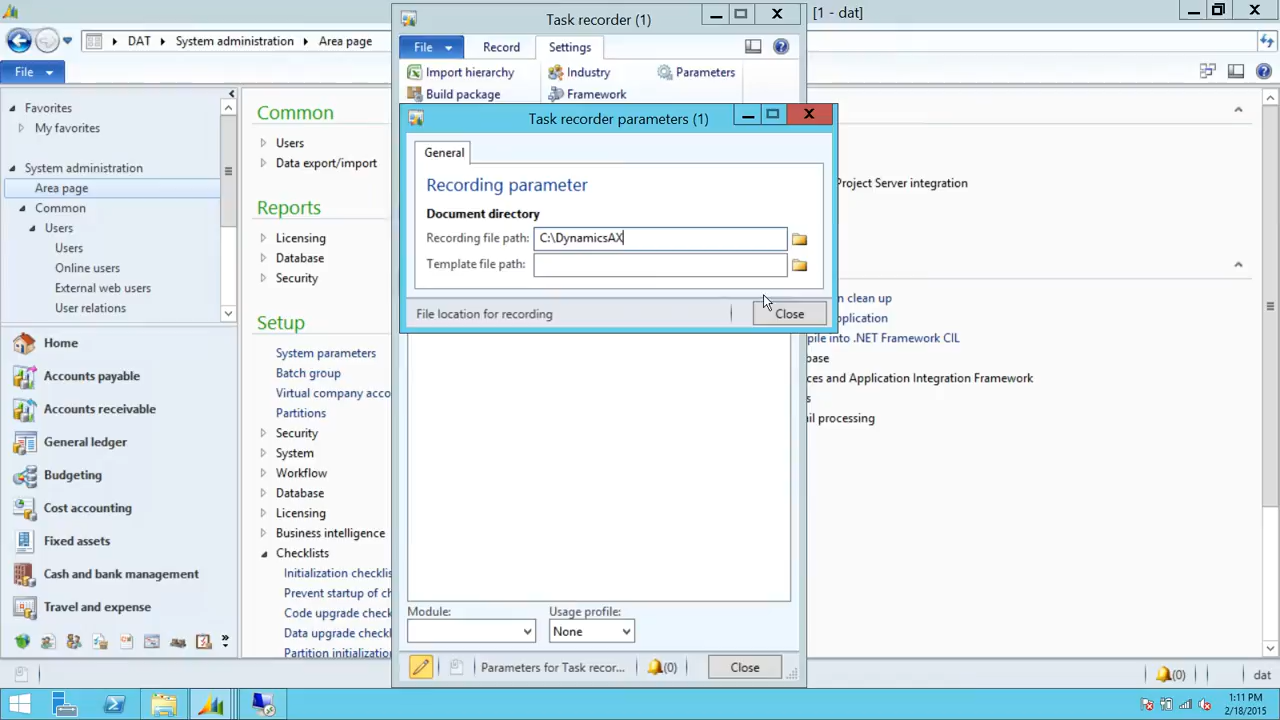 Task recorder (1)
[1 - dat]
DAT
System administration
Area page
File
Record
Settings
File
Import hierarchy
Industry
Parameters
Build package
Framework
Task recorder parameters (1)
General
Recording parameter
Document directory
Recording file path:
C:\DynamicsAX
Template file path:
File location for recording
Close
Favorites
My favorites
System administration
Area page
Common
Users
Users
Online users
External web users
User relations
Home
Accounts payable
Accounts receivable
General ledger
Budgeting
Cost accounting
Fixed assets
Cash and bank management
Travel and expense
Common
Users
Data export/import
Reports
Licensing
Database
Security
Setup
System parameters
Batch group
Virtual company acco
Partitions
Security
System
Workflow
Database
Licensing
Business intelligence
Checklists
Initialization checklis
Prevent startup of ch
Code upgrade check
Data upgrade checkl
Partition initializatio
Project Server integration
n clean up
plication
pile into .NET Framework CIL
base
ces and Application Integration Framework
s
il processing
Module:
Usage profile:
None
Parameters for Task recor...
(0)
Close
(0)
dat
1:11 PM
2/18/2015